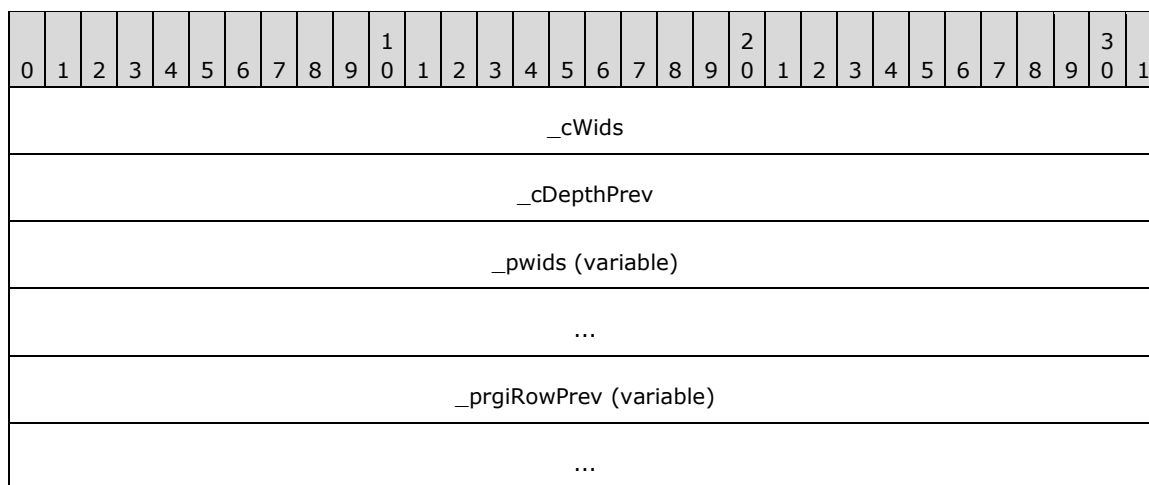 0 1 2 3 4 5 6 7 8 9 1 0 1 2 3 4 5 6 7 8 9 2 0 1 2 3 4 5 6 7 8 9 3 0 1
_cWids
_cDepthPrev
_pwids (variable)
...
_prgiRowPrev (variable)
...